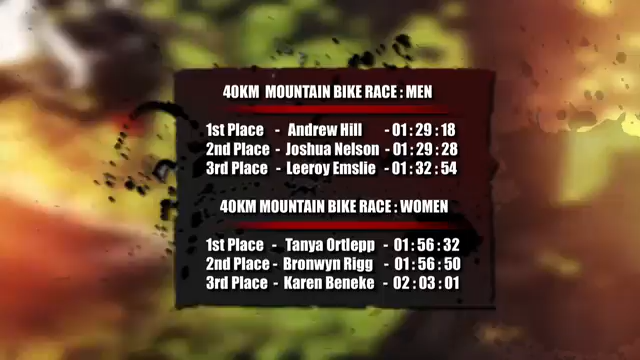 40KM MOUNTAIN BIKE RACE : MEN
1st Place - Andrew Hill - 01 : 29 : 18
2nd Place - Joshua Nelson - 01 : 29 : 28
3rd Place - Leeroy Emslie - 01 : 32 : 54
40KM MOUNTAIN BIKE RACE : WOMEN
1st Place - Tanya Ortlepp - 01 : 56 : 32
2nd Place - Bronwyn Rigg - 01 : 56 : 50
3rd Place - Karen Beneke - 02 : 03 : 01